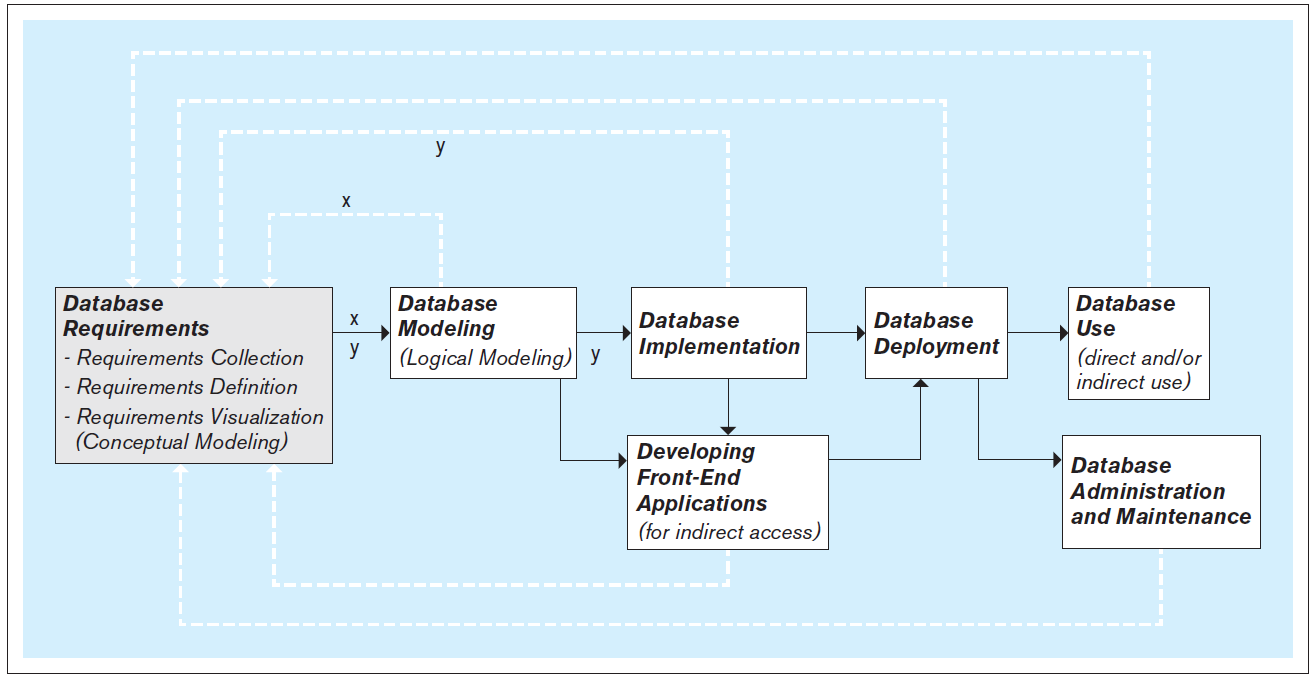 y
x
Database
Requirements
- Requirements Collection
- Requirements Definition
- Requirements Visualization
(Conceptual Modeling)
x
y
Database
Modeling
(Logical Modeling)
y
Database
Implementation
Database
Deployment
Database
Use
(direct and/or
indirect use)
Developing
Front-End
Applications
(for indirect access)
Database
Administration
and Maintenance